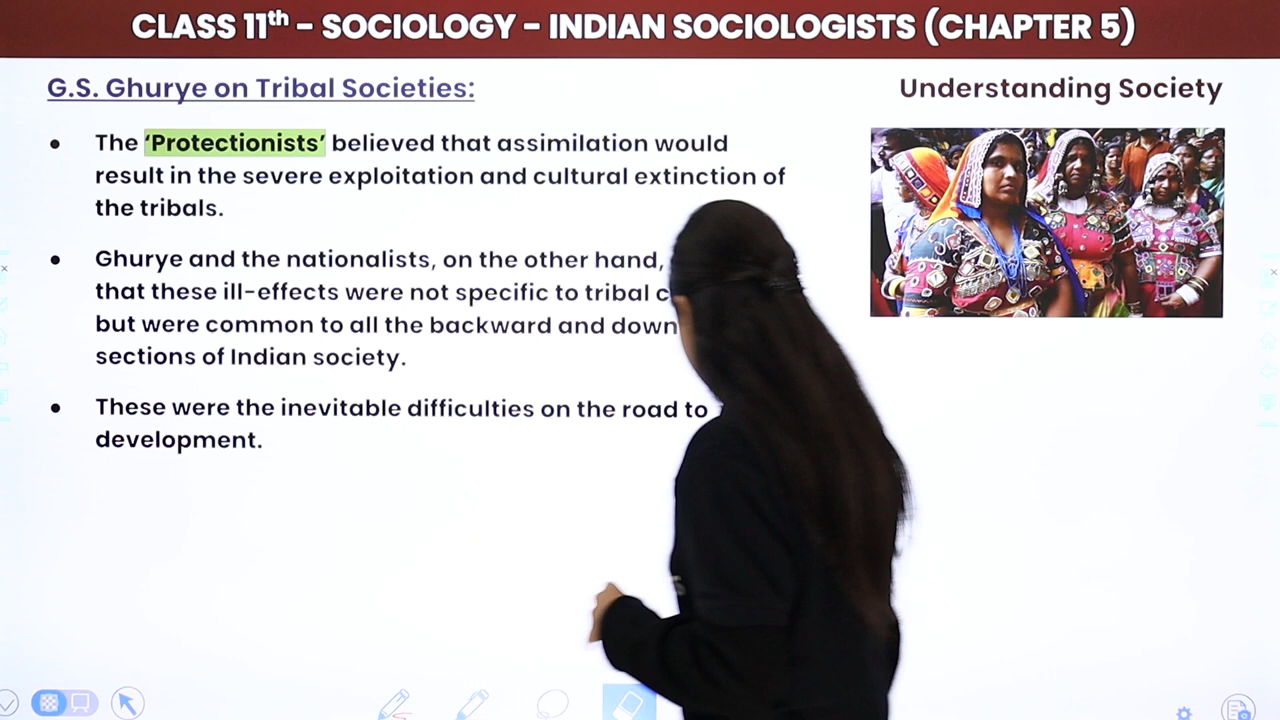 CLASS 11th – SOCIOLOGY – INDIAN SOCIOLOGISTS (CHAPTER 5)
G.S. Ghurye on Tribal Societies:
Understanding Society
• The ‘Protectionists’ believed that assimilation would
result in the severe exploitation and cultural extinction of
the tribals.
• Ghurye and the nationalists, on the other hand,
that these ill-effects were not specific to tribal
but were common to all the backward and
sections of Indian society.
• These were the inevitable difficulties on the road to
development.